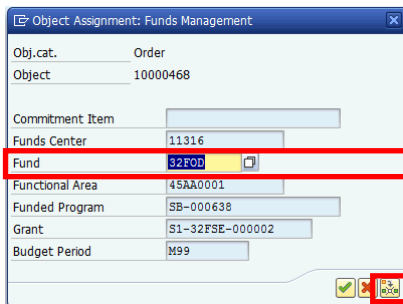 Object Assignment: Funds Management
Obj.cat. Order
Object 10000468
Commitment Item
Funds Center 11316
Fund 32FOD
Functional Area 45AA0001
Funded Program SB-000638
Grant S1-32FSE-000002
Budget Period M99